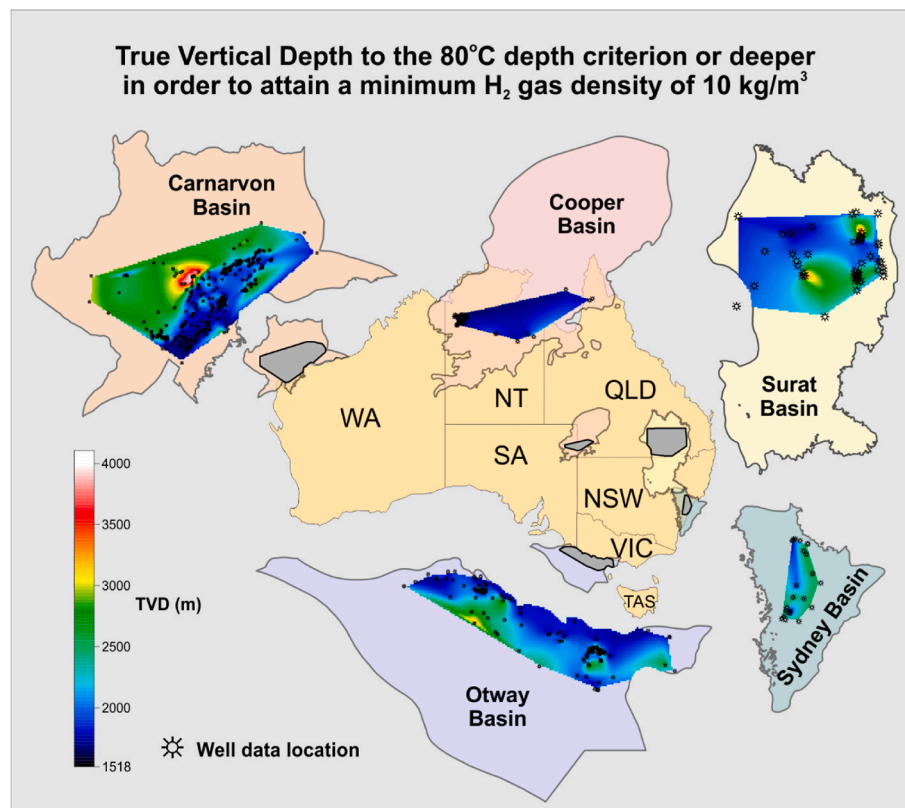 True Vertical Depth to the 80°C depth criterion or deeper
in order to attain a minimum H₂ gas density of 10 kg/m³
Carnarvon
Basin
Cooper
Basin
Surat
Basin
WA
NT
QLD
SA
NSW
VIC
TAS
4000
3500
3000
2500
2000
1518
TVD (m)
Well data location
Otway
Basin
Sydney Basin